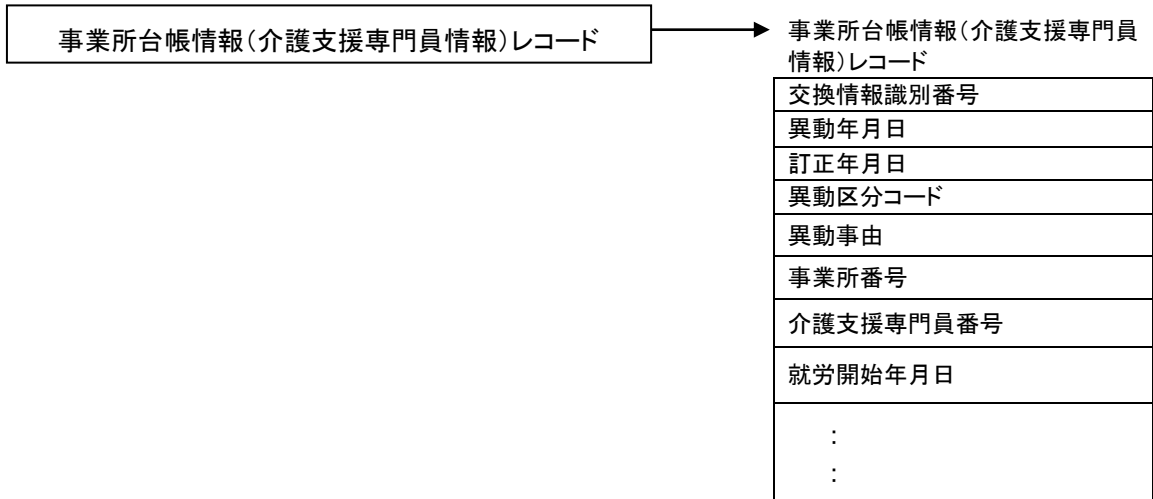 事業所台帳情報（介護支援専門員情報）レコード
事業所台帳情報（介護支援専門員
情報）レコード
交換情報識別番号
異動年月日
訂正年月日
異動区分コード
異動事由
事業所番号
介護支援専門員番号
就労開始年月日
：
：